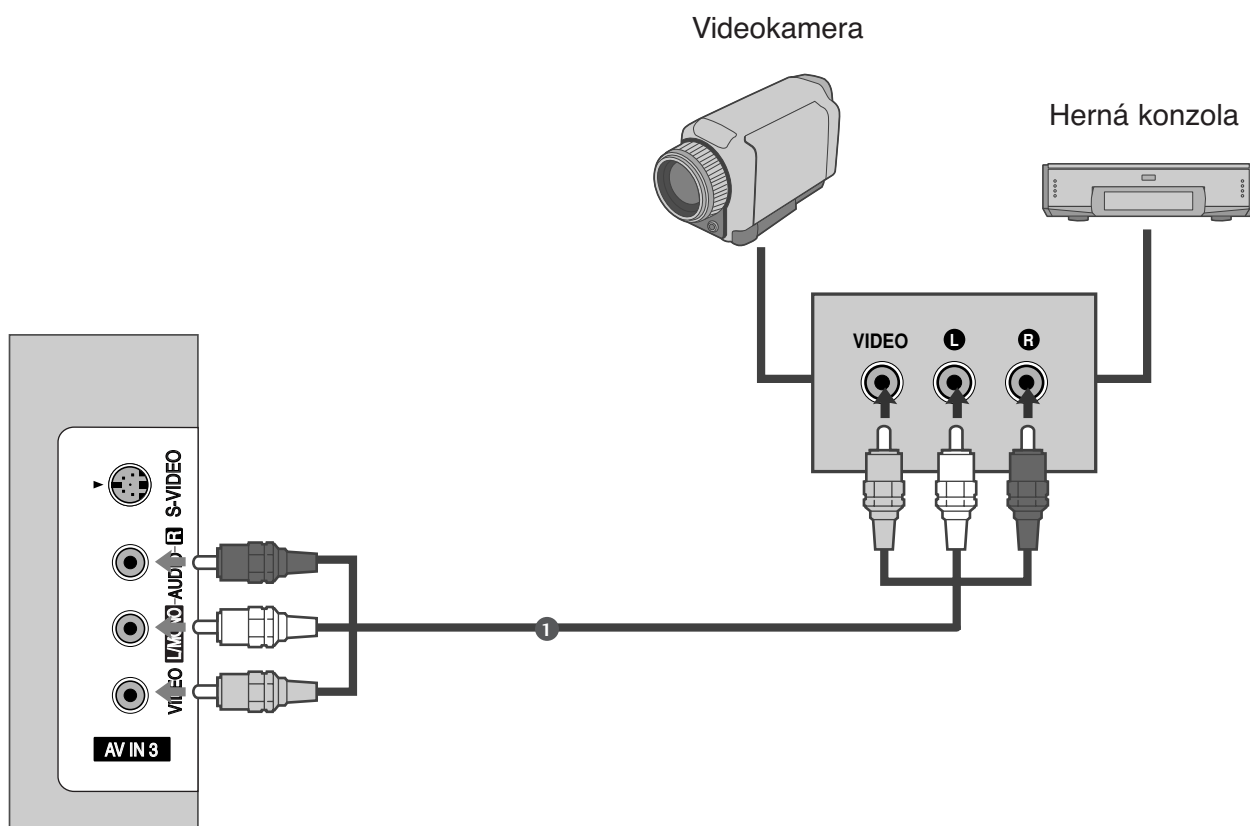 Videokamera
Herná konzola
VIDEO L R
S-VIDEO
VIDEO L/MONO AUDIO R
1
AV IN 3